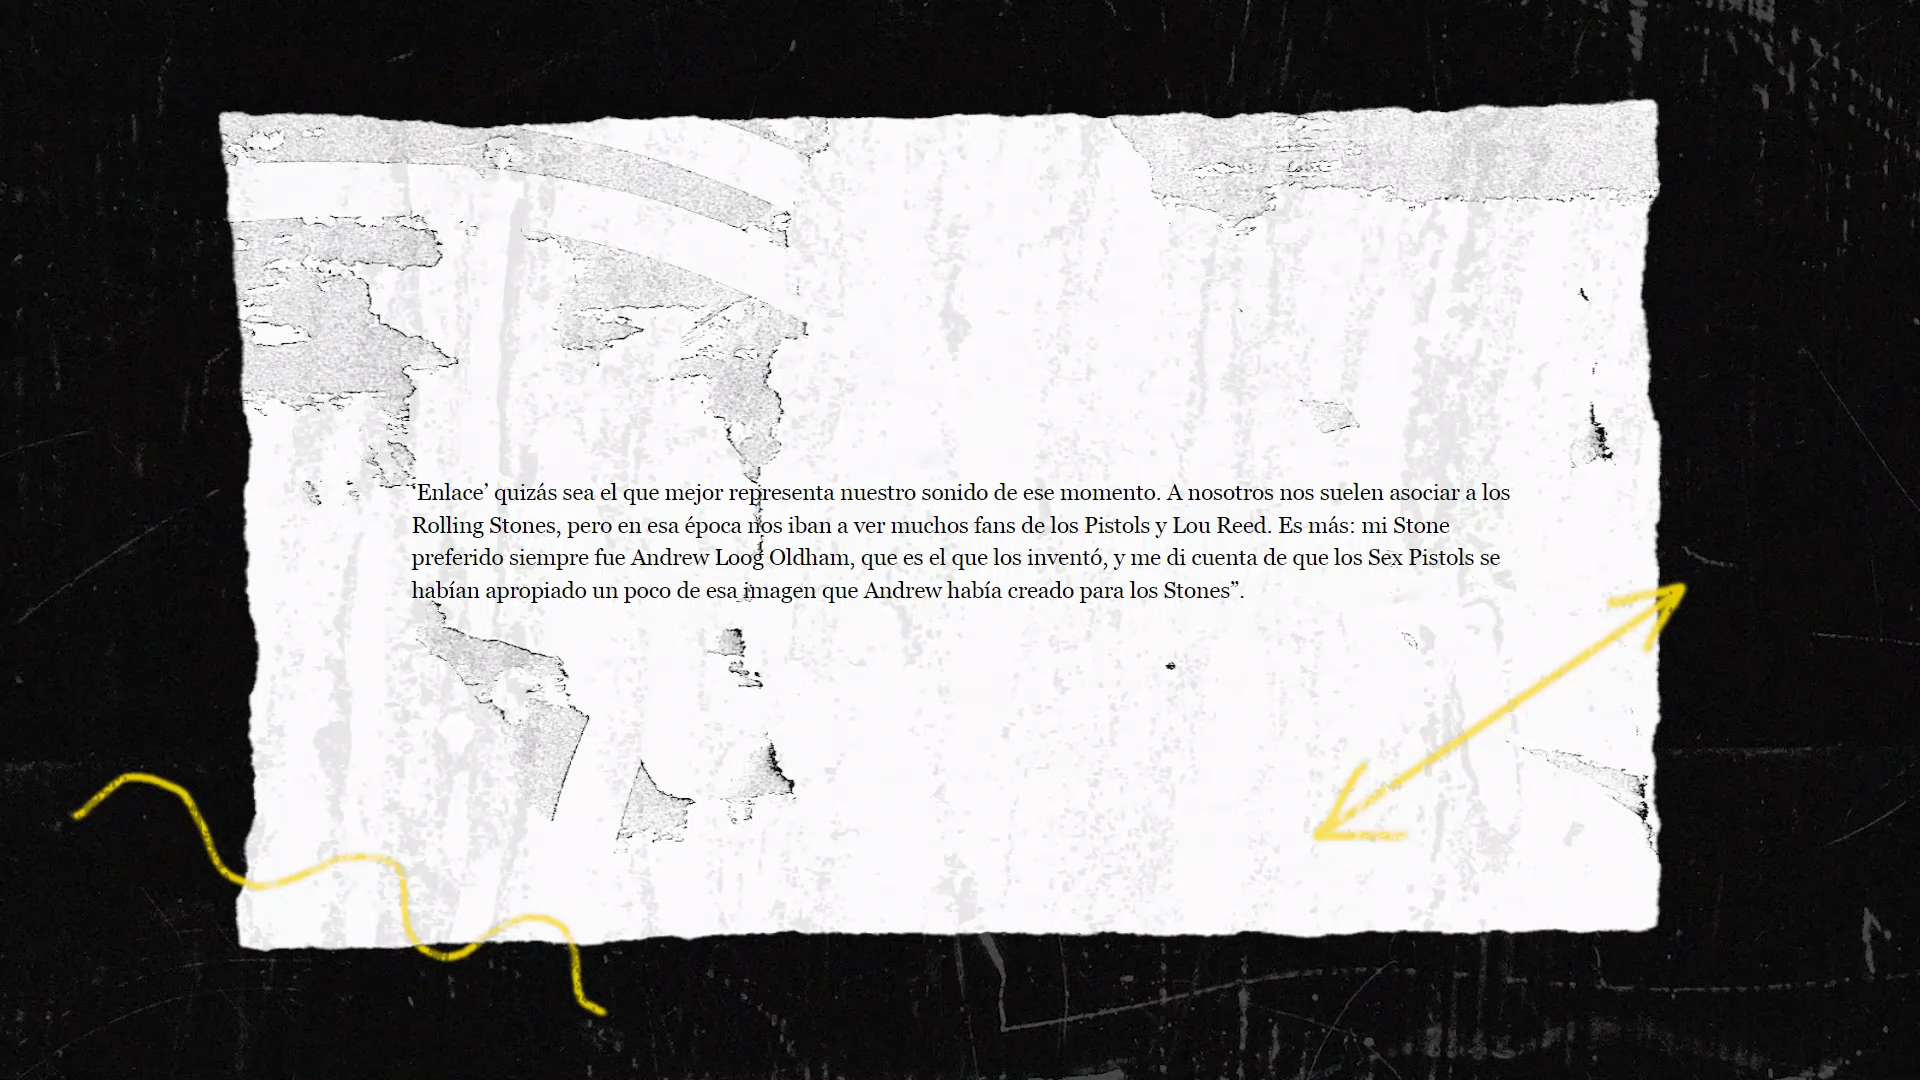 ‘Enlace’ quizás sea el que mejor representa nuestro sonido de ese momento. A nosotros nos suelen asociar a los
Rolling Stones, pero en esa época nos iban a ver muchos fans de los Pistols y Lou Reed. Es más: mi Stone
preferido siempre fue Andrew Loog Oldham, que es el que los inventó, y me di cuenta de que los Sex Pistols se
habían apropiado un poco de esa imagen que Andrew había creado para los Stones”.